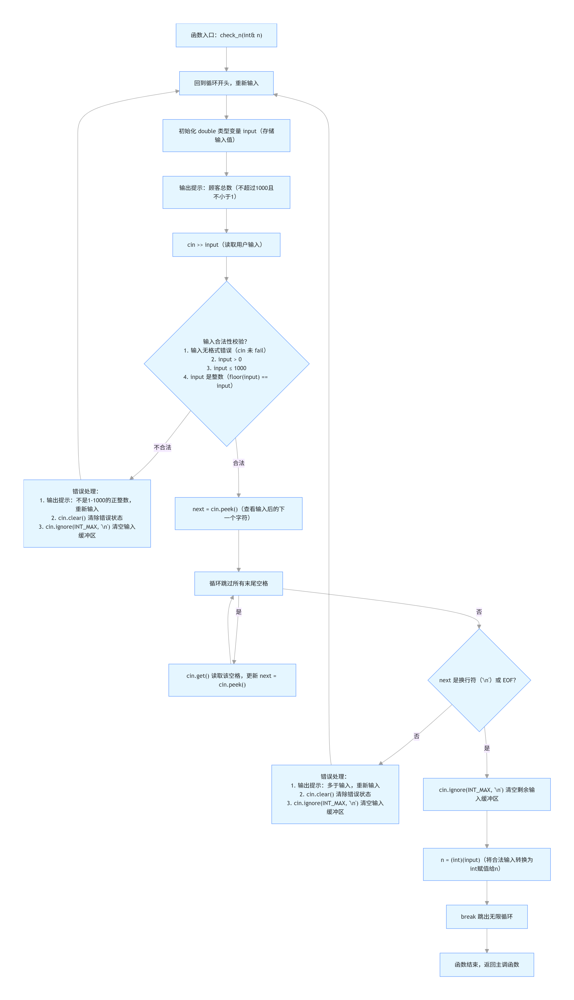 函数入口：check_n(int& n)
回到循环开头，重新输入
初始化 double 类型变量 input（存储
输入值）
输出提示：顾客总数（不超过1000且
不小于1）
cin >> input（读取用户输入）
输入合法性校验？
1. 输入无格式错误（cin 未 fail）
2. input > 0
3. input ≤ 1000
4. input 是整数（floor(input) ==
input）
不合法
合法
错误处理：
1. 输出提示：不是1-1000的正整数，
重新输入
2. cin.clear() 清除错误状态
3. cin.ignore(INT_MAX, '\n') 清空输入
缓冲区
next = cin.peek()（查看输入后的下
一个字符）
循环跳过所有末尾空格
是
否
cin.get() 读取该空格，更新 next =
cin.peek()
next 是换行符（'\n'）或 EOF？
否
是
错误处理：
1. 输出提示：多于输入，重新输入
2. cin.clear() 清除错误状态
3. cin.ignore(INT_MAX, '\n') 清空输入
缓冲区
cin.ignore(INT_MAX, '\n') 清空剩余输
入缓冲区
n = (int)(input)（将合法输入转换为
int赋值给n）
break 跳出无限循环
函数结束，返回主调函数